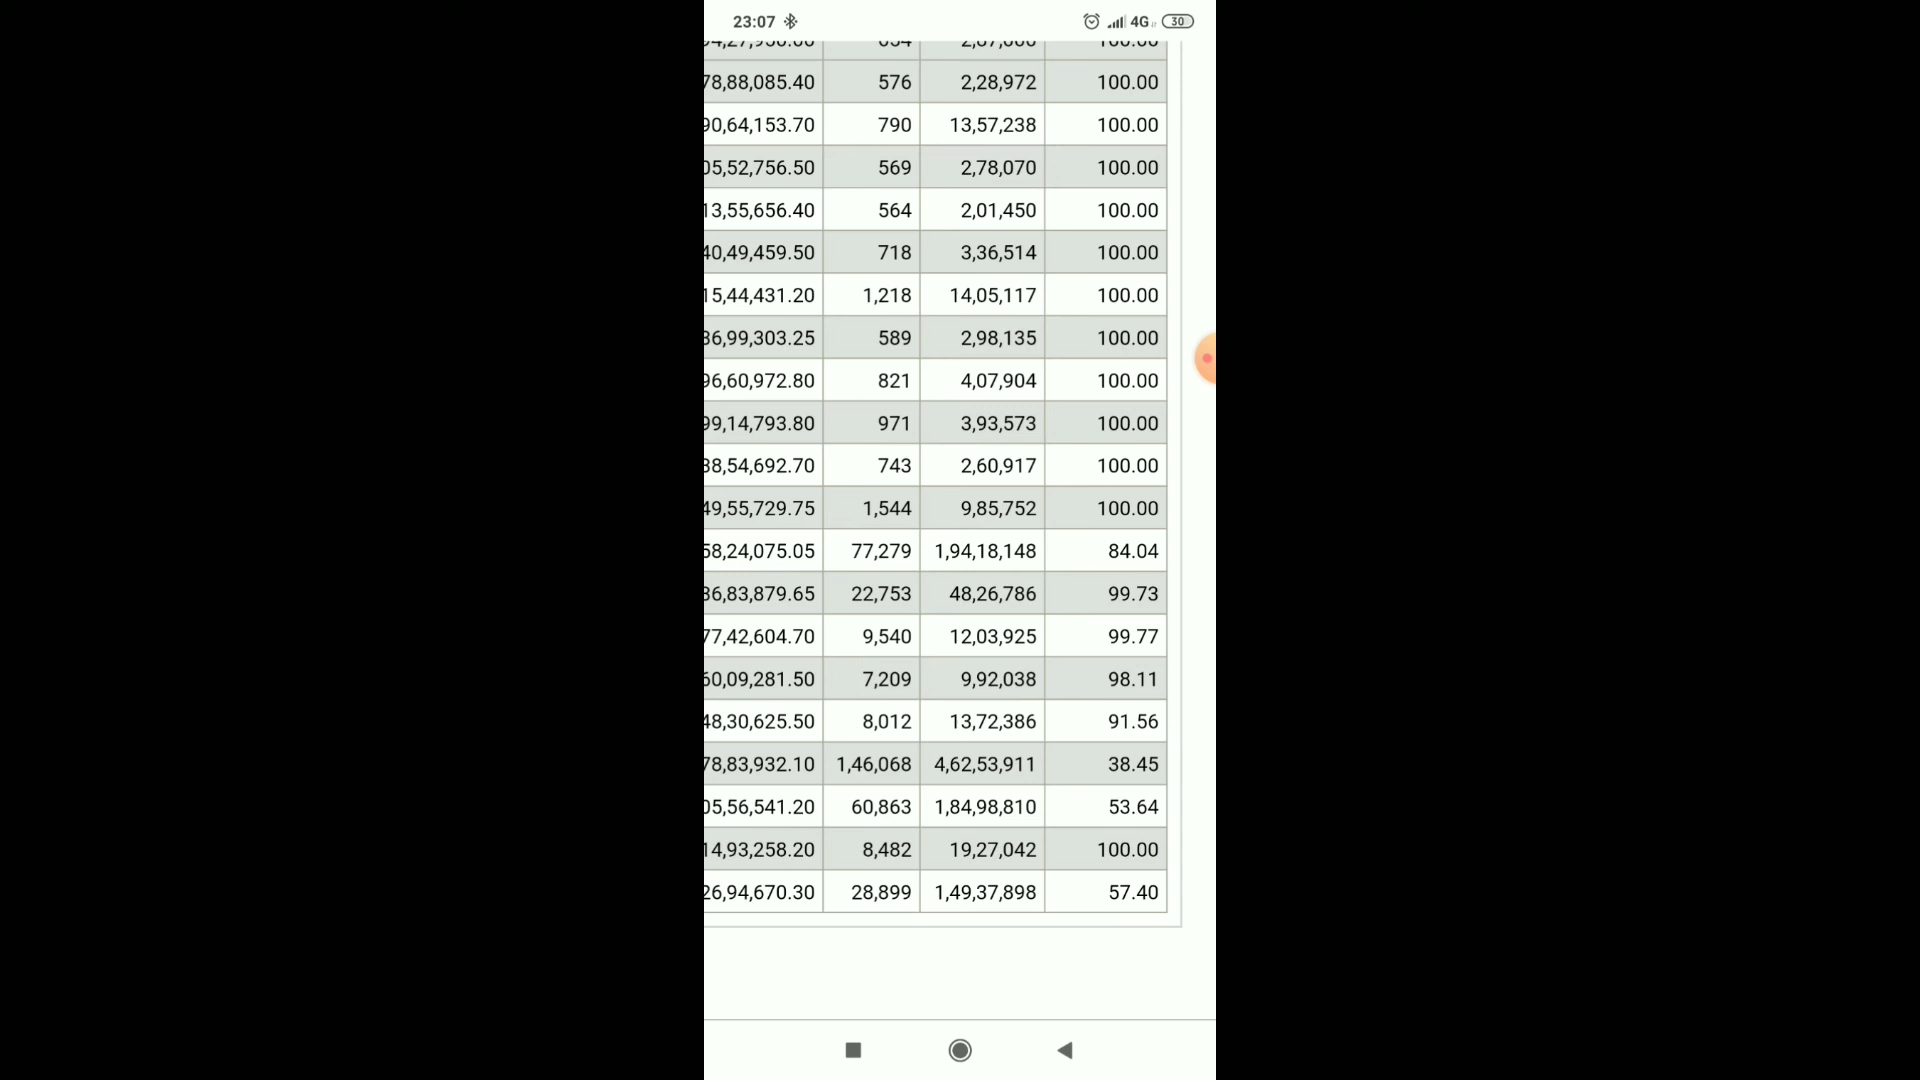 23:07 4G 30
78,88,085.40 576 2,28,972 100.00
90,64,153.70 790 13,57,238 100.00
05,52,756.50 569 2,78,070 100.00
13,55,656.40 564 2,01,450 100.00
40,49,459.50 718 3,36,514 100.00
15,44,431.20 1,218 14,05,117 100.00
36,99,303.25 589 2,98,135 100.00
96,60,972.80 821 4,07,904 100.00
99,14,793.80 971 3,93,573 100.00
38,54,692.70 743 2,60,917 100.00
49,55,729.75 1,544 9,85,752 100.00
58,24,075.05 77,279 1,94,18,148 84.04
36,83,879.65 22,753 48,26,786 99.73
77,42,604.70 9,540 12,03,925 99.77
60,09,281.50 7,209 9,92,038 98.11
48,30,625.50 8,012 13,72,386 91.56
78,83,932.10 1,46,068 4,62,53,911 38.45
05,56,541.20 60,863 1,84,98,810 53.64
14,93,258.20 8,482 19,27,042 100.00
26,94,670.30 28,899 1,49,37,898 57.40